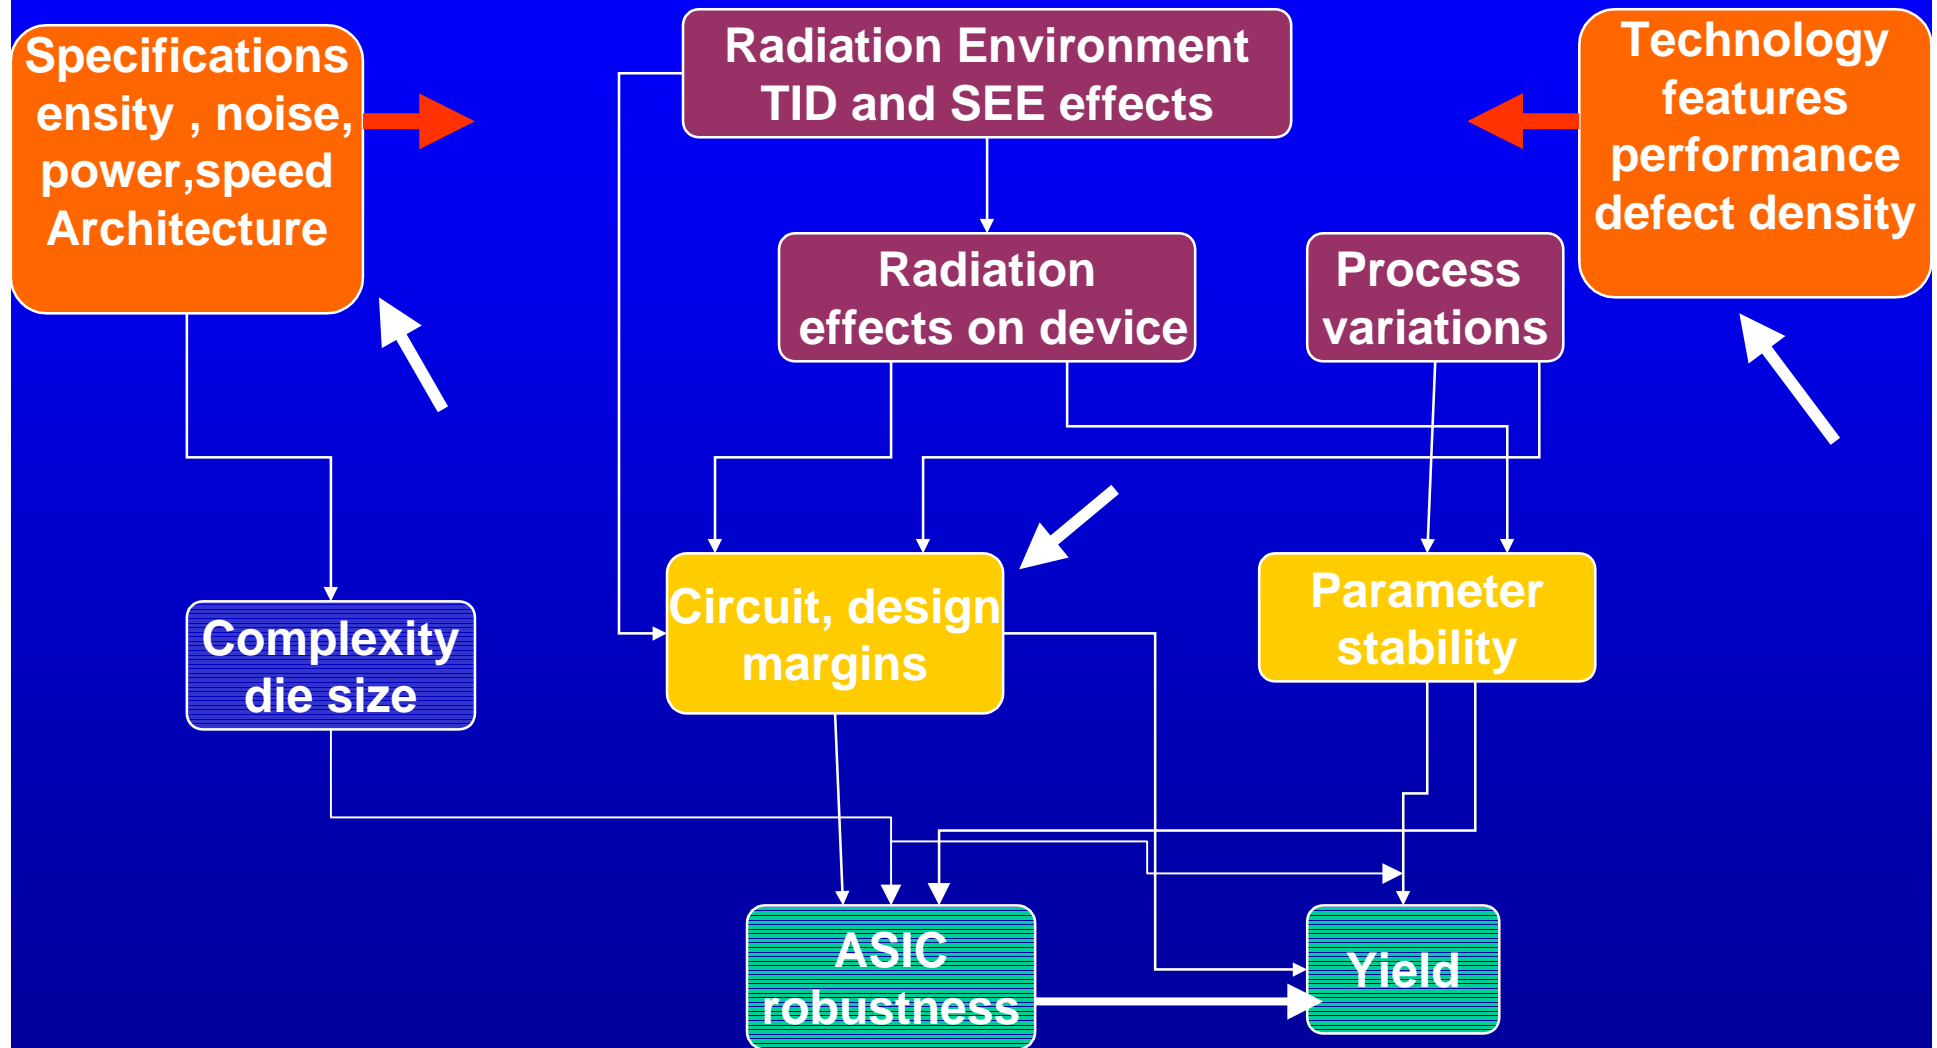 Specifications
ensity , noise,
power,speed
Architecture
Radiation Environment
TID and SEE effects
Technology
features
performance
defect density
Radiation
effects on device
Process
variations
Complexity
die size
Circuit, design
margins
Parameter
stability
ASIC
robustness
Yield